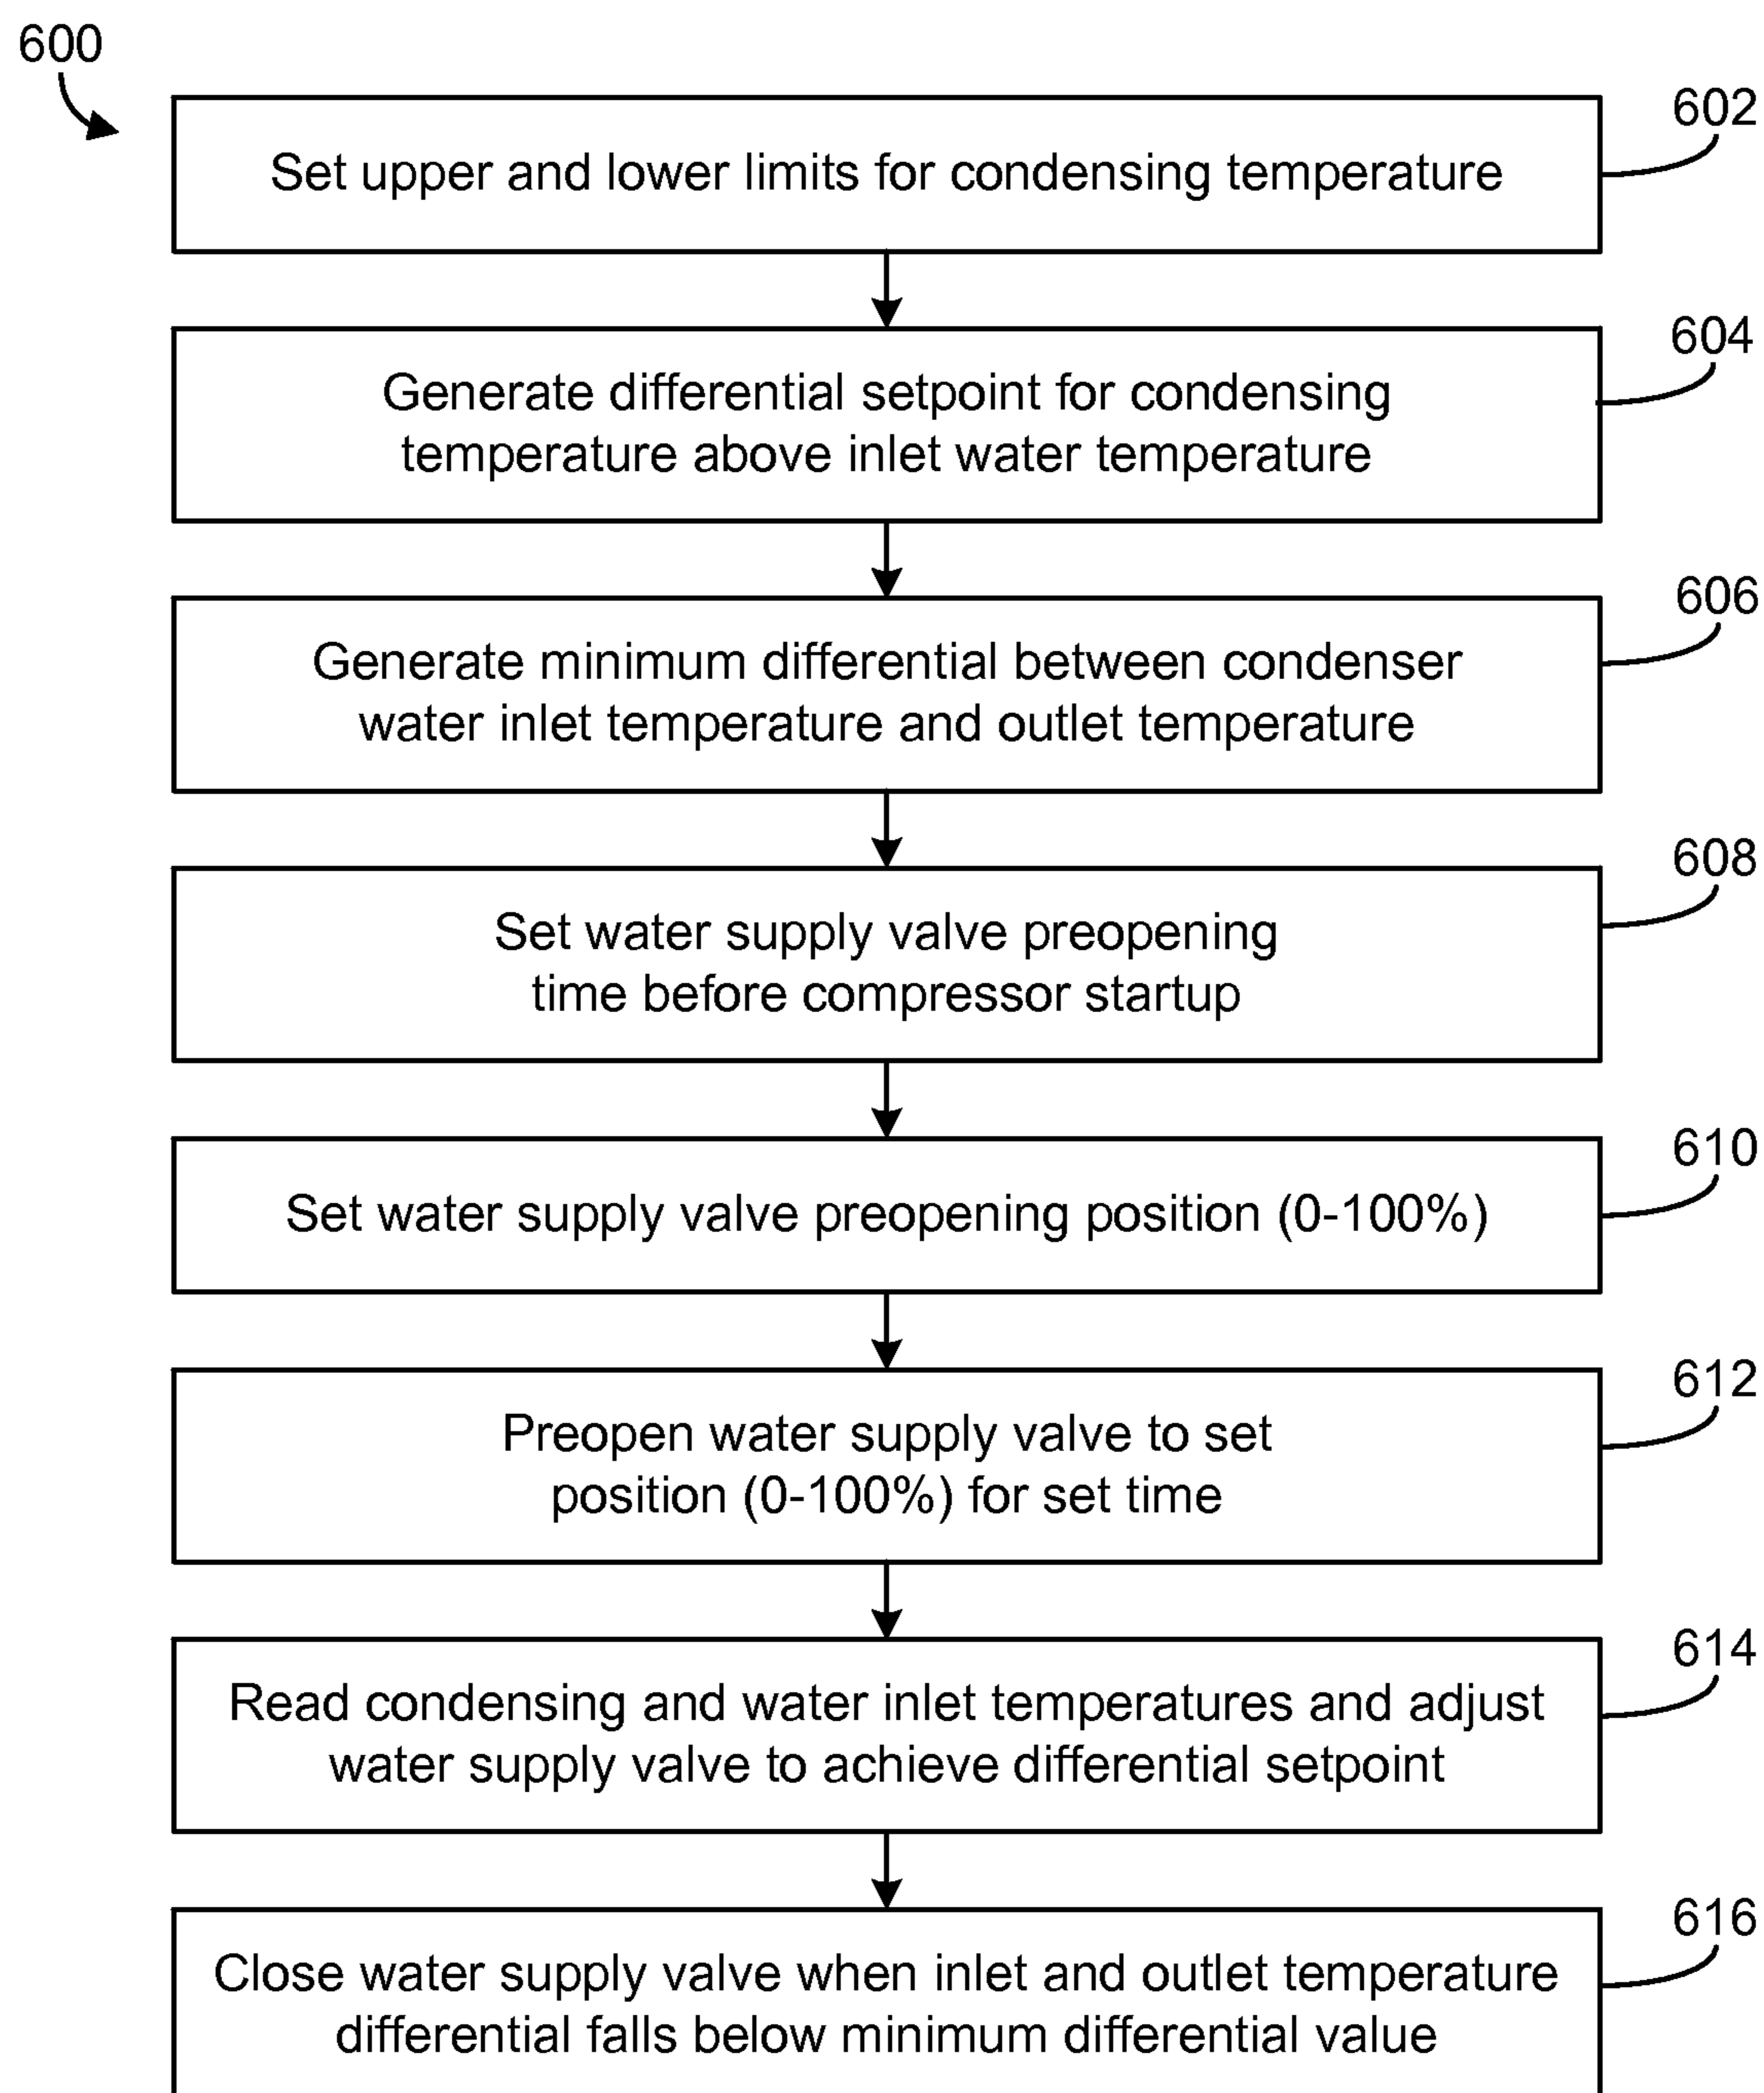 600
602
Set upper and lower limits for condensing temperature
604
Generate differential setpoint for condensing
temperature above inlet water temperature
606
Generate minimum differential between condenser
water inlet temperature and outlet temperature
608
Set water supply valve preopening
time before compressor startup
610
Set water supply valve preopening position (0-100%)
612
Preopen water supply valve to set
position (0-100%) for set time
614
Read condensing and water inlet temperatures and adjust
water supply valve to achieve differential setpoint
616
Close water supply valve when inlet and outlet temperature
differential falls below minimum differential value